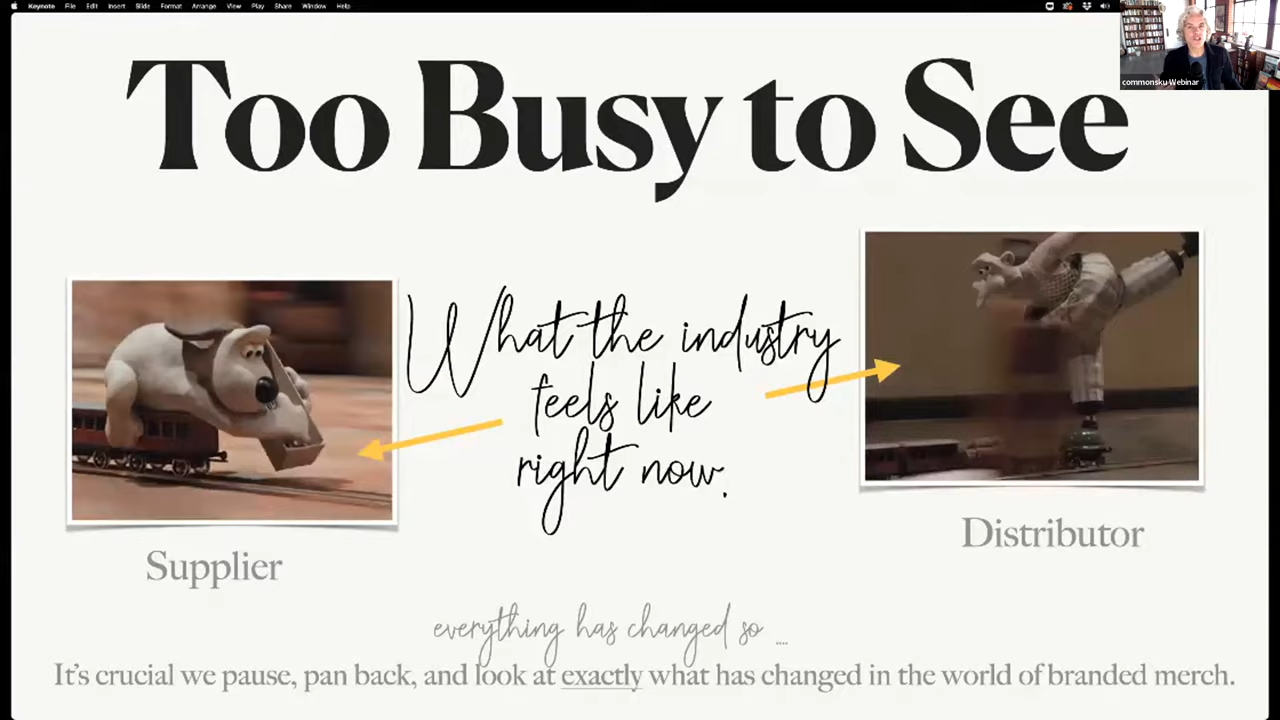 Keynote File Edit Insert Slide Format Arrange View Play Share Window Help
commonsku Webinar
Too Busy to See
What the industry
feels like
right now.
Supplier
Distributor
everything has changed so ....
It's crucial we pause, pan back, and look at exactly what has changed in the world of branded merch.